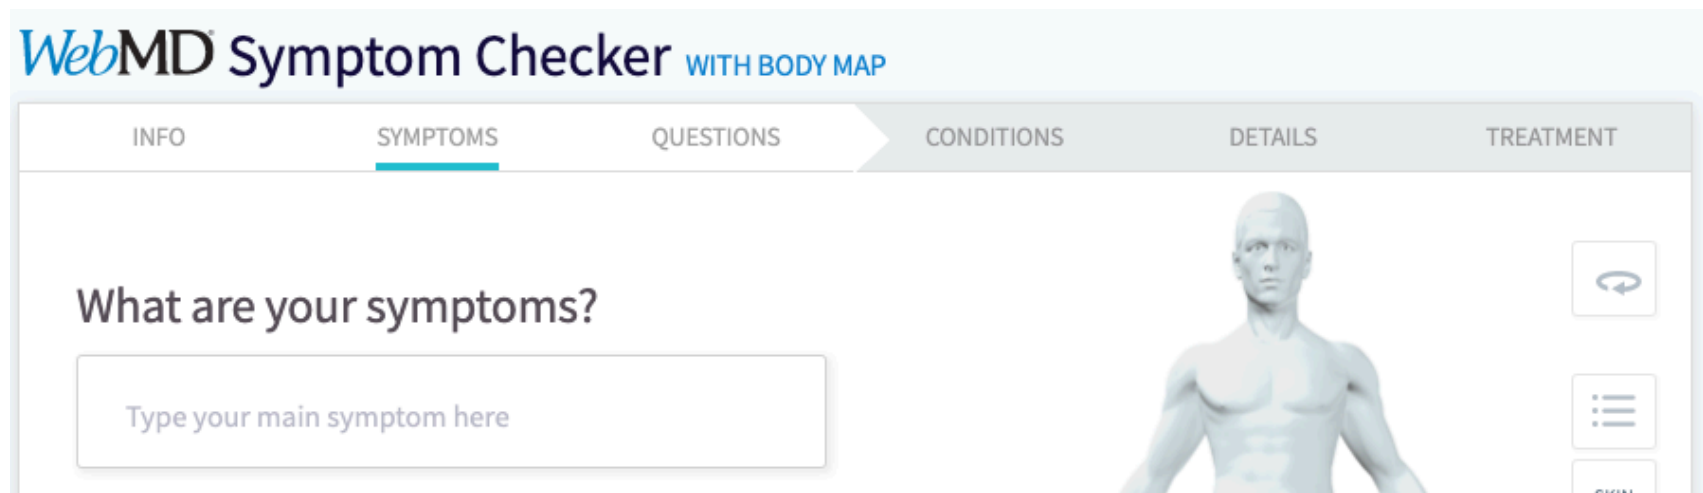 WebMD Symptom Checker WITH BODY MAP
INFO SYMPTOMS QUESTIONS CONDITIONS DETAILS TREATMENT
What are your symptoms?
Type your main symptom here